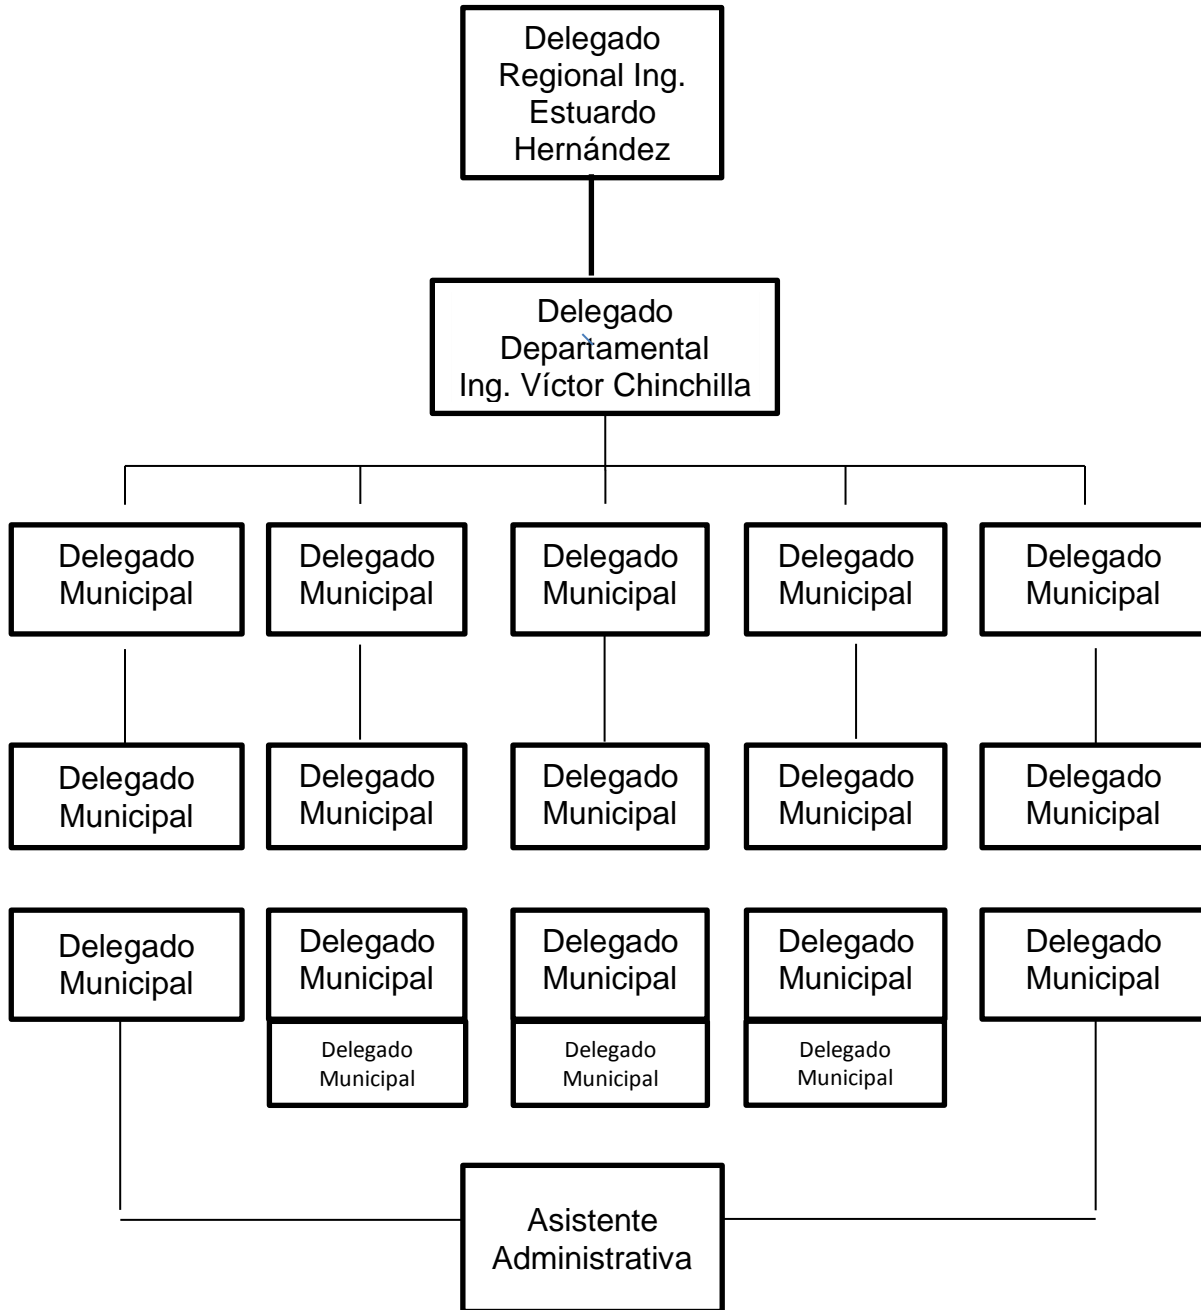 Delegado
Regional Ing.
Estuardo
Hernández
Delegado
Departamental
Ing. Víctor Chinchilla
Delegado
Municipal
Delegado
Municipal
Delegado
Municipal
Delegado
Municipal
Delegado
Municipal
Delegado
Municipal
Delegado
Municipal
Delegado
Municipal
Delegado
Municipal
Delegado
Municipal
Delegado
Municipal
Delegado
Municipal
Delegado
Municipal
Delegado
Municipal
Delegado
Municipal
Delegado
Municipal
Delegado
Municipal
Delegado
Municipal
Asistente
Administrativa